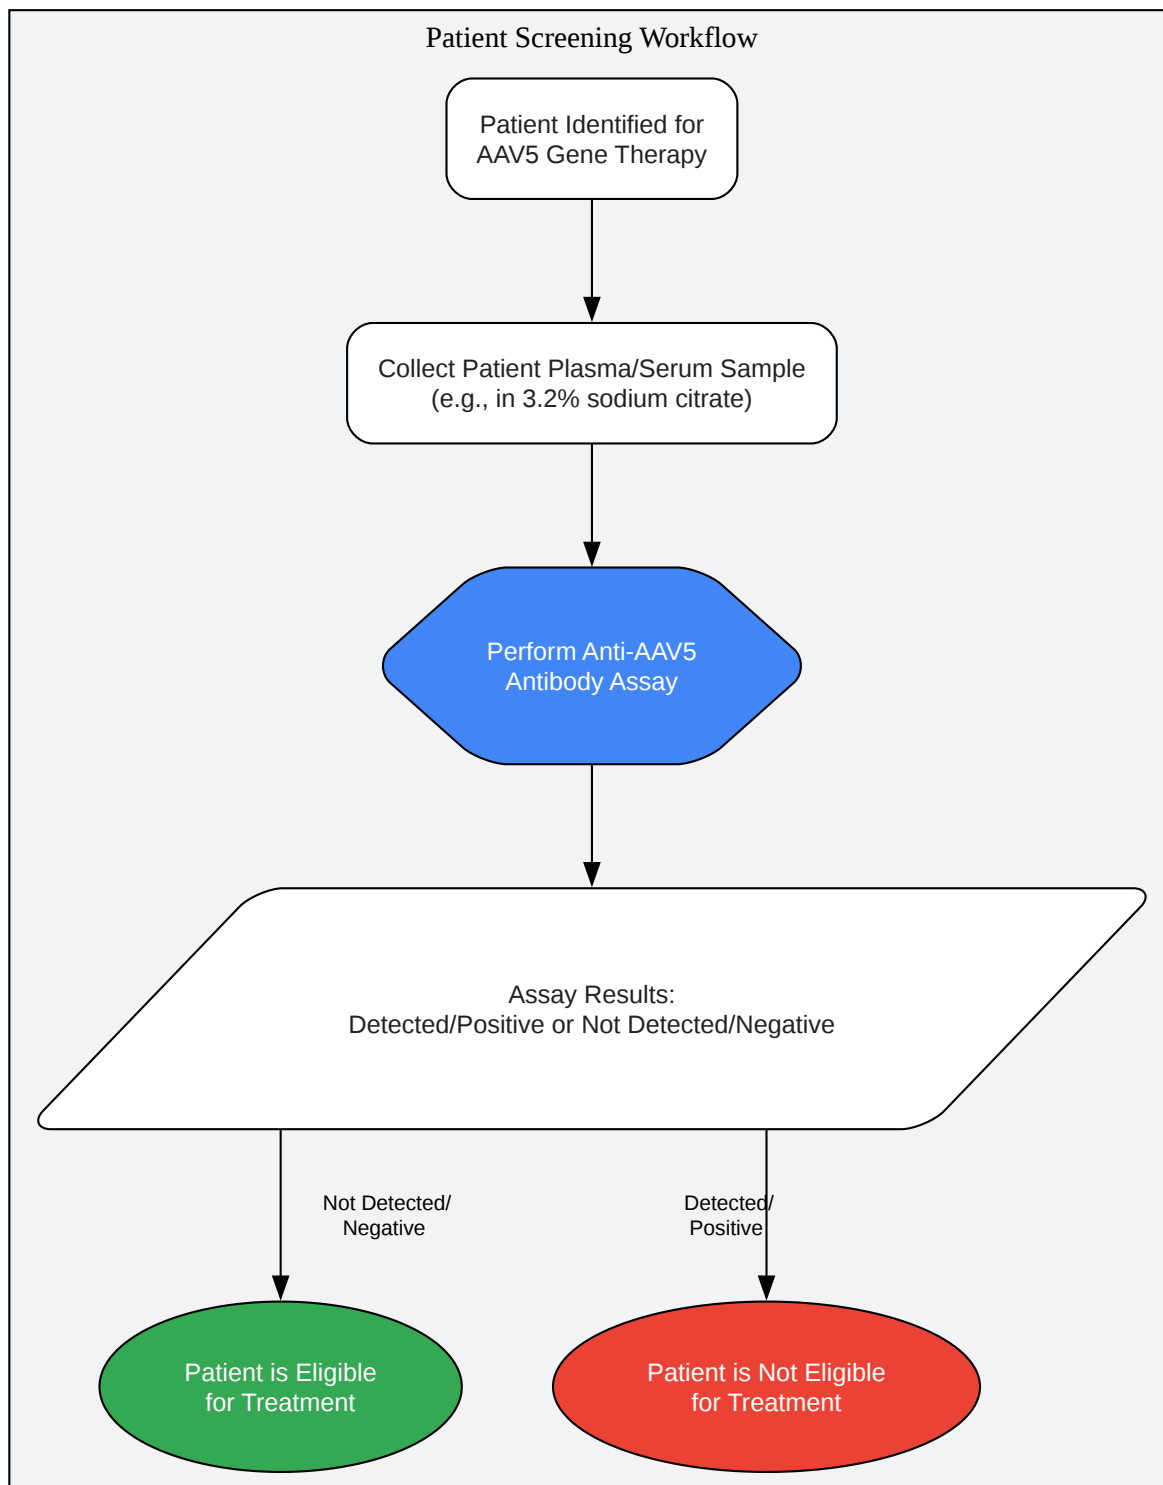 Patient Screening Workflow
Patient Identified for
AAV5 Gene Therapy
Collect Patient Plasma/Serum Sample
(e.g., in 3.2% sodium citrate)
Perform Anti-AAV5
Antibody Assay
Assay Results:
Detected/Positive or Not Detected/Negative
Not Detected/
Negative
Detected/
Positive
Patient is Eligible
for Treatment
Patient is Not Eligible
for Treatment